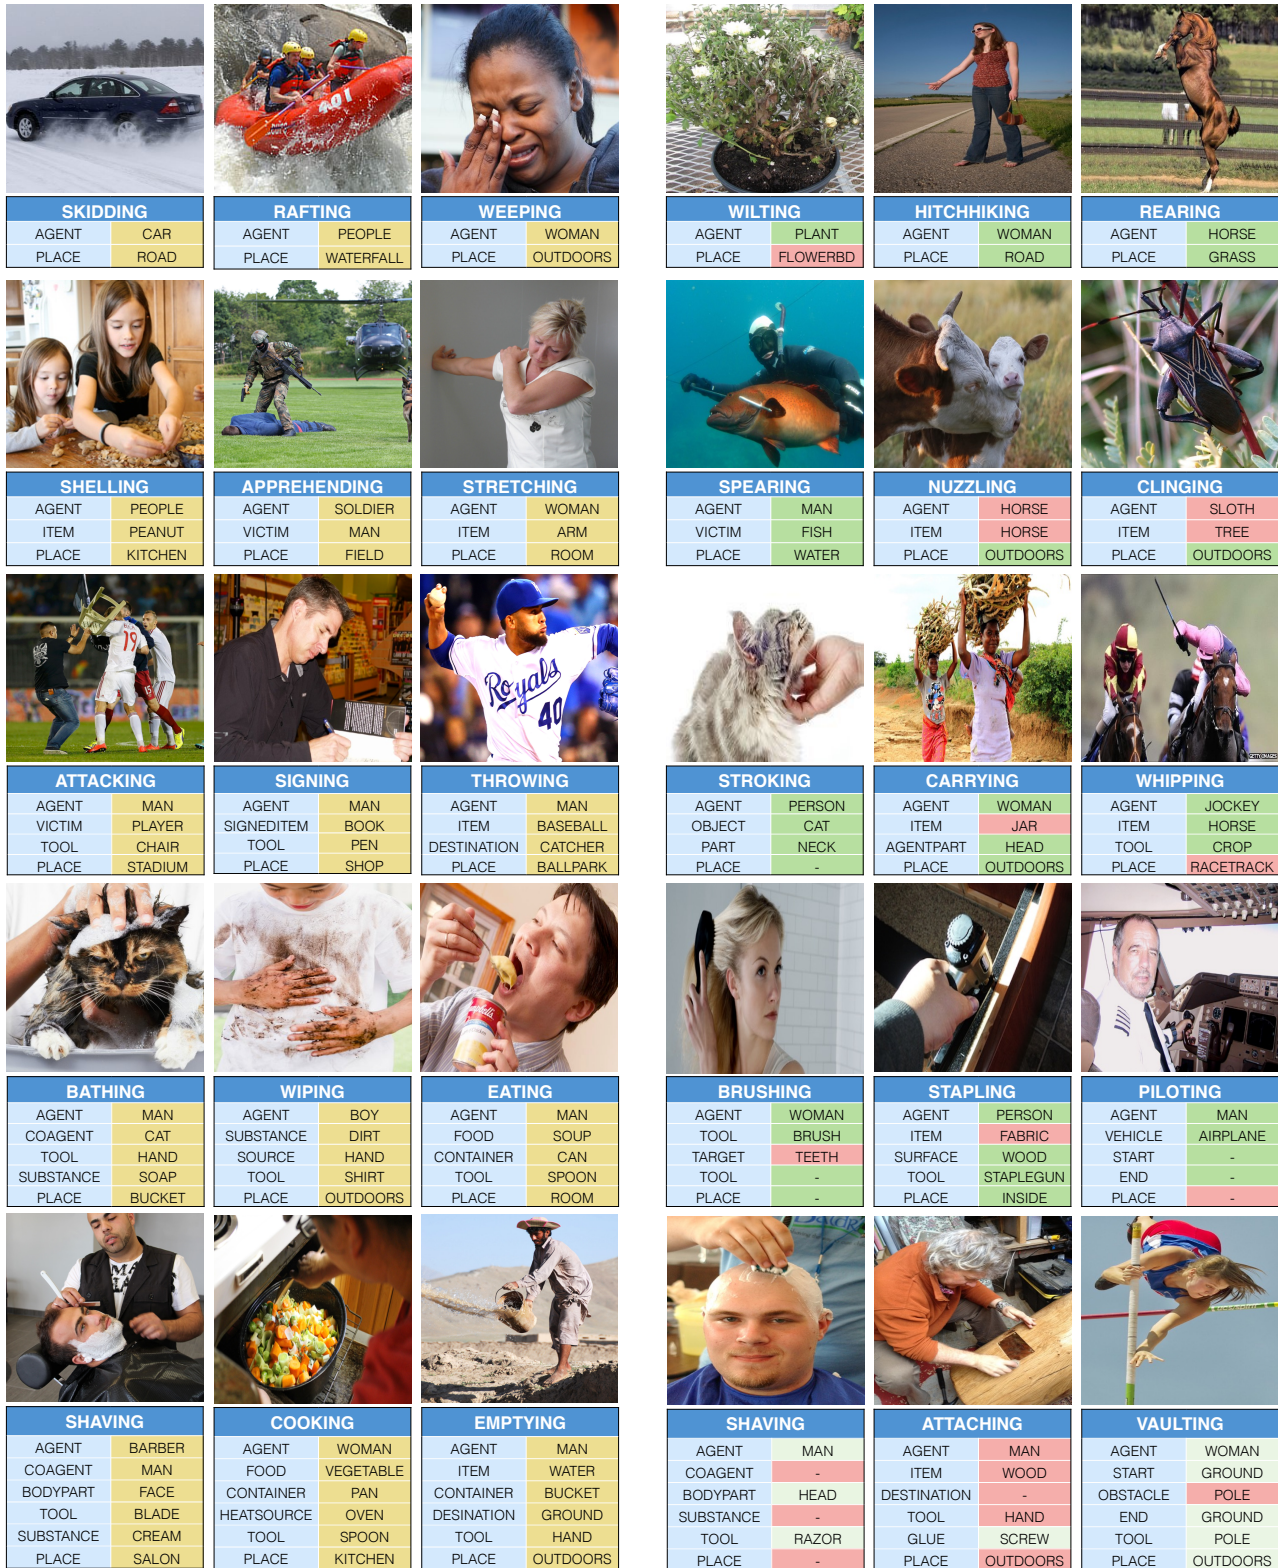 401
SKIDDING
AGENT CAR
PLACE ROAD
RAFTING
AGENT PEOPLE
PLACE WATERFALL
WEEPING
AGENT WOMAN
PLACE OUTDOORS
WILTING
AGENT PLANT
PLACE FLOWERBD
HITCHHIKING
AGENT WOMAN
PLACE ROAD
REARING
AGENT HORSE
PLACE GRASS
SHELLING
AGENT PEOPLE
ITEM PEANUT
PLACE KITCHEN
APPREHENDING
AGENT SOLDIER
VICTIM MAN
PLACE FIELD
STRETCHING
AGENT WOMAN
ITEM ARM
PLACE ROOM
SPEARING
AGENT MAN
VICTIM FISH
PLACE WATER
NUZZLING
AGENT HORSE
ITEM HORSE
PLACE OUTDOORS
CLINGING
AGENT SLOTH
ITEM TREE
PLACE OUTDOORS
19
15
Royals
40
GETTYIMAGES
ATTACKING
AGENT MAN
VICTIM PLAYER
TOOL CHAIR
PLACE STADIUM
SIGNING
AGENT MAN
SIGNEDITEM BOOK
TOOL PEN
PLACE SHOP
THROWING
AGENT MAN
ITEM BASEBALL
DESTINATION CATCHER
PLACE BALLPARK
STROKING
AGENT PERSON
OBJECT CAT
PART NECK
PLACE -
CARRYING
AGENT WOMAN
ITEM JAR
AGENTPART HEAD
PLACE OUTDOORS
WHIPPING
AGENT JOCKEY
ITEM HORSE
TOOL CROP
PLACE RACETRACK
Campbell's
BATHING
AGENT MAN
COAGENT CAT
TOOL HAND
SUBSTANCE SOAP
PLACE BUCKET
WIPING
AGENT BOY
SUBSTANCE DIRT
SOURCE HAND
TOOL SHIRT
PLACE OUTDOORS
EATING
AGENT MAN
FOOD SOUP
CONTAINER CAN
TOOL SPOON
PLACE ROOM
BRUSHING
AGENT WOMAN
TOOL BRUSH
TARGET TEETH
TOOL -
PLACE -
STAPLING
AGENT PERSON
ITEM FABRIC
SURFACE WOOD
TOOL STAPLEGUN
PLACE INSIDE
PILOTING
AGENT MAN
VEHICLE AIRPLANE
START -
END -
PLACE -
SHAVING
AGENT BARBER
COAGENT MAN
BODYPART FACE
TOOL BLADE
SUBSTANCE CREAM
PLACE SALON
COOKING
AGENT WOMAN
FOOD VEGETABLE
CONTAINER PAN
HEATSOURCE OVEN
TOOL SPOON
PLACE KITCHEN
EMPTYING
AGENT MAN
ITEM WATER
CONTAINER BUCKET
DESINATION GROUND
TOOL HAND
PLACE OUTDOORS
SHAVING
AGENT MAN
COAGENT -
BODYPART HEAD
SUBSTANCE -
TOOL RAZOR
PLACE -
ATTACHING
AGENT MAN
ITEM WOOD
DESTINATION -
TOOL HAND
GLUE SCREW
PLACE OUTDOORS
VAULTING
AGENT WOMAN
START GROUND
OBSTACLE POLE
END GROUND
TOOL POLE
PLACE OUTDOORS